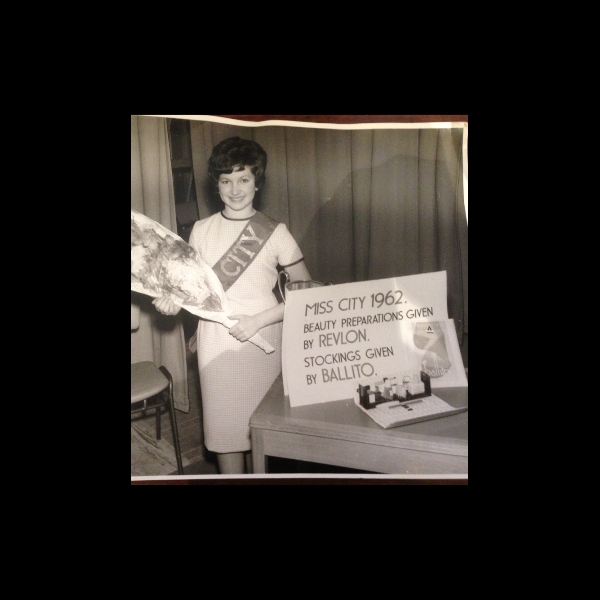 CITY
MISS CITY 1962.
BEAUTY PREPARATIONS GIVEN
BY REVLON.
STOCKINGS GIVEN
BY BALLITO.